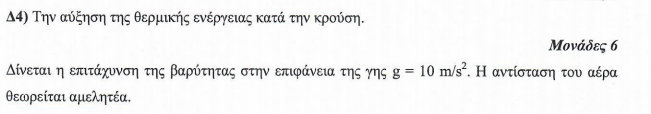 Δ4) Την αύξηση της θερμικής ενέργειας κατά την κρούση.
Μονάδες 6
Δίνεται η επιτάχυνση της βαρύτητας στην επιφάνεια της γης g = 10 m/s². Η αντίσταση του αέρα
θεωρείται αμελητέα.